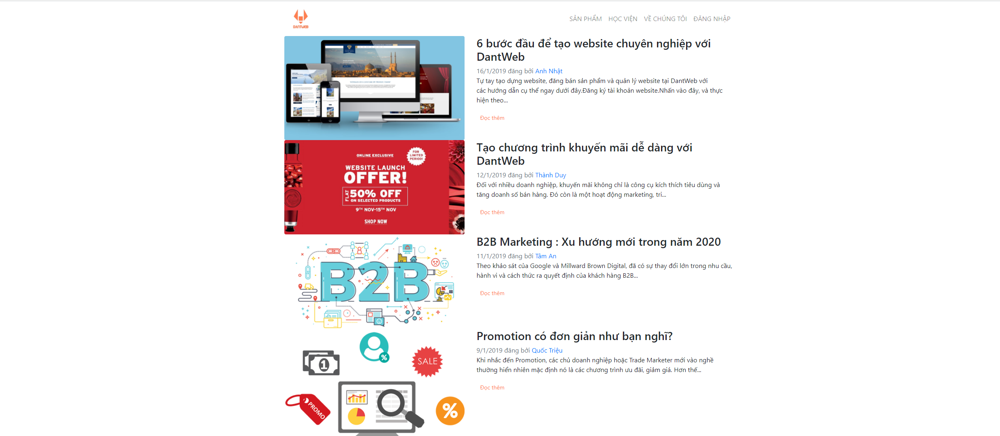 DANTWEB
SẢN PHẨM HỌC VIỆN VỀ CHÚNG TÔI ĐĂNG NHẬP
VOYAGES OF A LIFETIME BY PRIVATE TRAIN
6 bước đầu để tạo website chuyên nghiệp với
DantWeb
16/1/2019 đăng bởi Anh Nhật
Tự tay tạo dựng website, đăng bán sản phẩm và quản lý website tại DantWeb với
các hướng dẫn cụ thể ngay dưới đây.Đăng ký tài khoản website.Nhấn vào đây, và thực
hiện theo...
Đọc thêm
ONLINE EXCLUSIVE
FOR
LIMITED
PERIOD!
WEBSITE LAUNCH
OFFER!
FLAT
50% OFF
ON SELECTED PRODUCTS
9TH NOV-15TH NOV
SHOP NOW
Tạo chương trình khuyến mãi dễ dàng với
DantWeb
12/1/2019 đăng bởi Thành Duy
Đối với nhiều doanh nghiệp, khuyến mãi không chỉ là công cụ kích thích tiêu dùng và
tăng doanh số bán hàng. Đó còn là một hoạt động marketing, tri...
Đọc thêm
B2B
B2B Marketing : Xu hướng mới trong năm 2020
11/1/2019 đăng bởi Tâm An
Theo khảo sát của Google và Millward Brown Digital, đã có sự thay đổi lớn trong nhu cầu,
hành vi và cách thức ra quyết định của khách hàng B2B...
Đọc thêm
1
%
SALE
PROMO
%
Promotion có đơn giản như bạn nghĩ?
9/1/2019 đăng bởi Quốc Triệu
Khi nhắc đến Promotion, các chủ doanh nghiệp hoặc Trade Marketer mới vào nghề
thường hiển nhiên mặc định nó là các chương trình ưu đãi, giảm giá. Hơn thế...
Đọc thêm